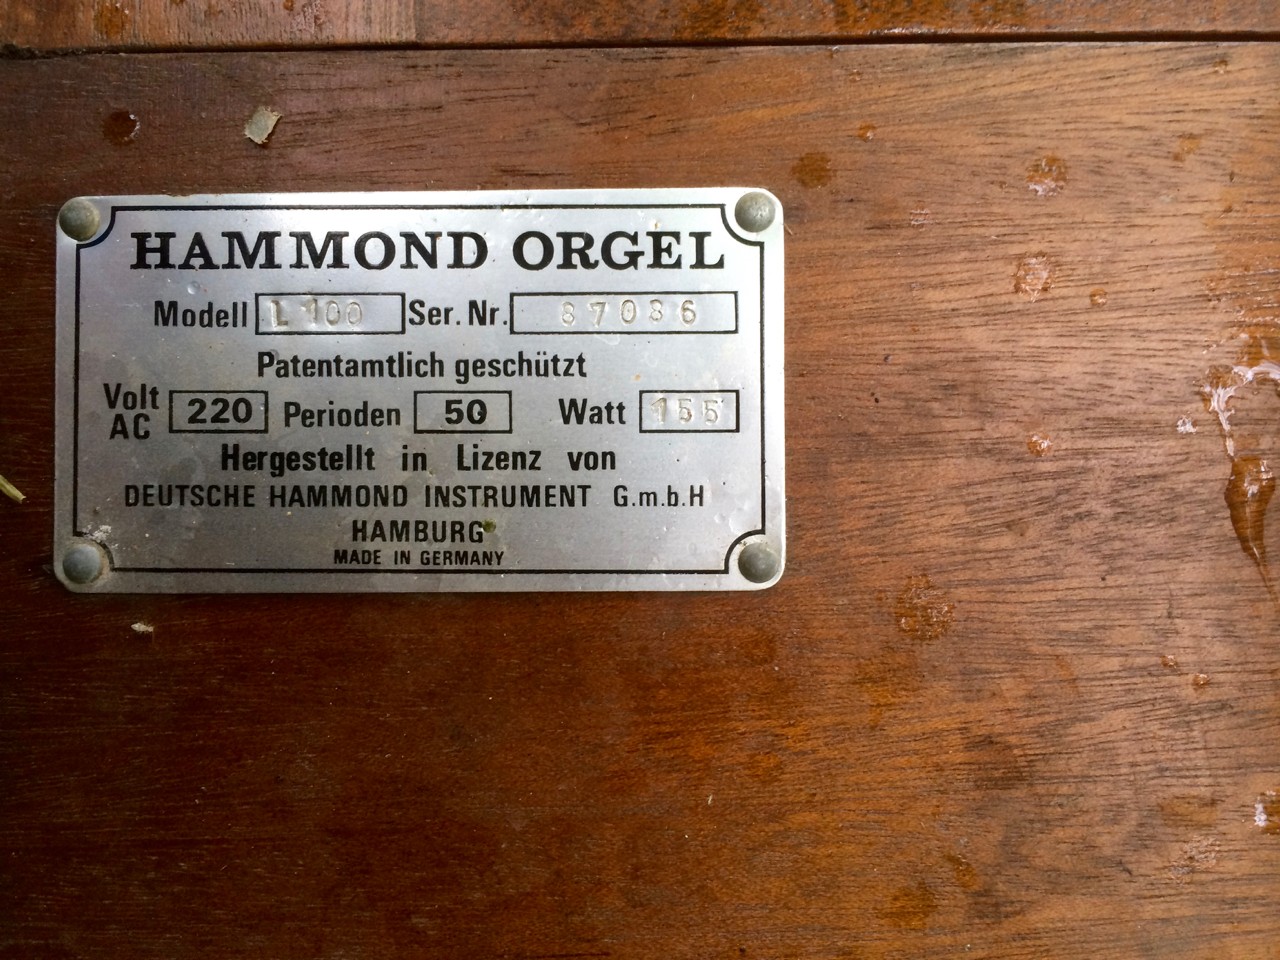 HAMMOND ORGEL
Modell L 100 Ser. Nr. 87086
Patentamtlich geschützt
Volt AC 220 Perioden 50 Watt 155
Hergestellt in Lizenz von
DEUTSCHE HAMMOND INSTRUMENT G.m.b.H
HAMBURG
MADE IN GERMANY